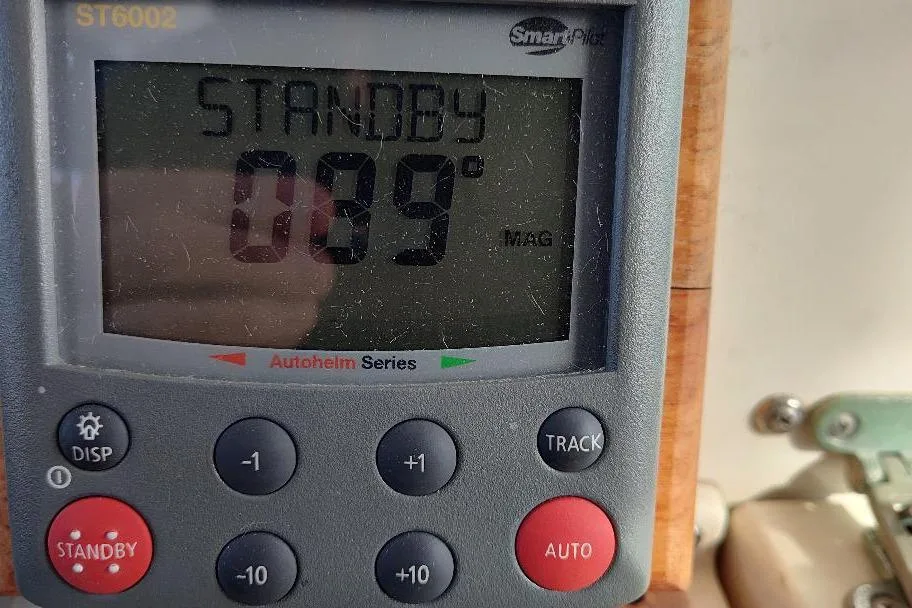 ST6002
SmartPilot
STANDBY
089°
MAG
Autohelm Series
DISP
-1
+1
TRACK
STANDBY
-10
+10
AUTO